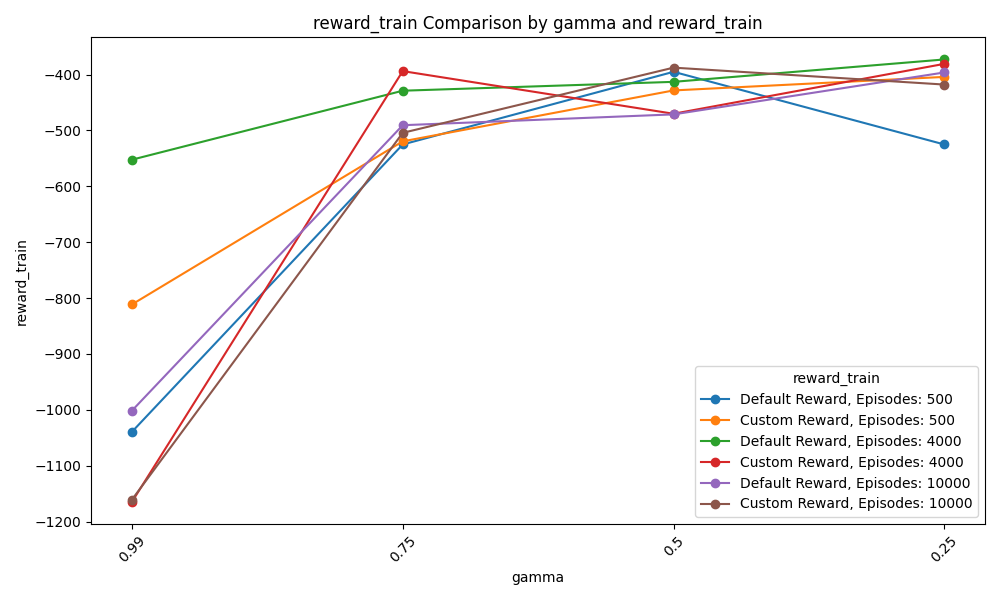 reward_train Comparison by gamma and reward_train
−400
−500
−600
−700
−800
−900
−1000
−1100
−1200
reward_train
0.99
0.75
0.5
0.25
gamma
reward_train
Default Reward, Episodes: 500
Custom Reward, Episodes: 500
Default Reward, Episodes: 4000
Custom Reward, Episodes: 4000
Default Reward, Episodes: 10000
Custom Reward, Episodes: 10000